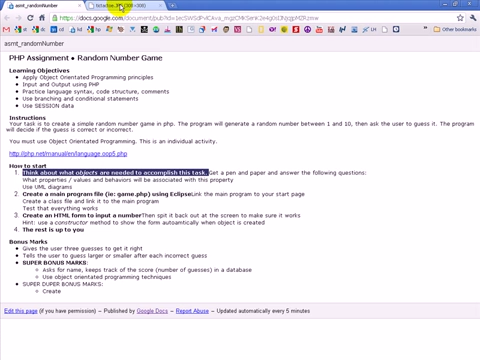 asmt_randomNumber
https://docs.google.com/document/pub?id=
Other bookmarks
asmt_randomNumber
PHP Assignment • Random Number Game
Learning Objectives
• Apply Object Orientated Programming principles
• Input and Output using PHP
• Practice language syntax, code structure, comments
• Use branching and conditional statements
• Use SESSION data
Instructions
Your task is to create a simple random number game in php. The program will generate a random number between 1 and 10, then ask the user to guess it. The program
will decide if the guess is correct or incorrect.
You must use Object Orientated Programming. This is an individual activity.
http://php.net/manual/en/language.oop5.php
How to start
1. Think about what objects are needed to accomplish this task. Get a pen and paper and answer the following questions:
What properties / values and behaviors will be associated with this property
Use UML diagrams
2. Create a main program file (ie: game.php) using Eclipse Link the main program to your start page
Create a class file and link it to the main program
Test that everything works
3. Create an HTML form to input a number Then spit it back out at the screen to make sure it works
Hint: use a constructor method to show the form automtically when object is created
4. The rest is up to you
Bonus Marks
• Gives the user three guesses to get it right
• Tells the user to guess larger or smaller after each incorrect guess
• SUPER BONUS MARKS:
○ Asks for name, keeps track of the score (number of guesses) in a database
○ Use object orientated programming techniques
• SUPER DUPER BONUS MARKS:
○ Create
Edit this page (if you have permission) – Published by Google Docs – Report Abuse – Updated automatically every 5 minutes